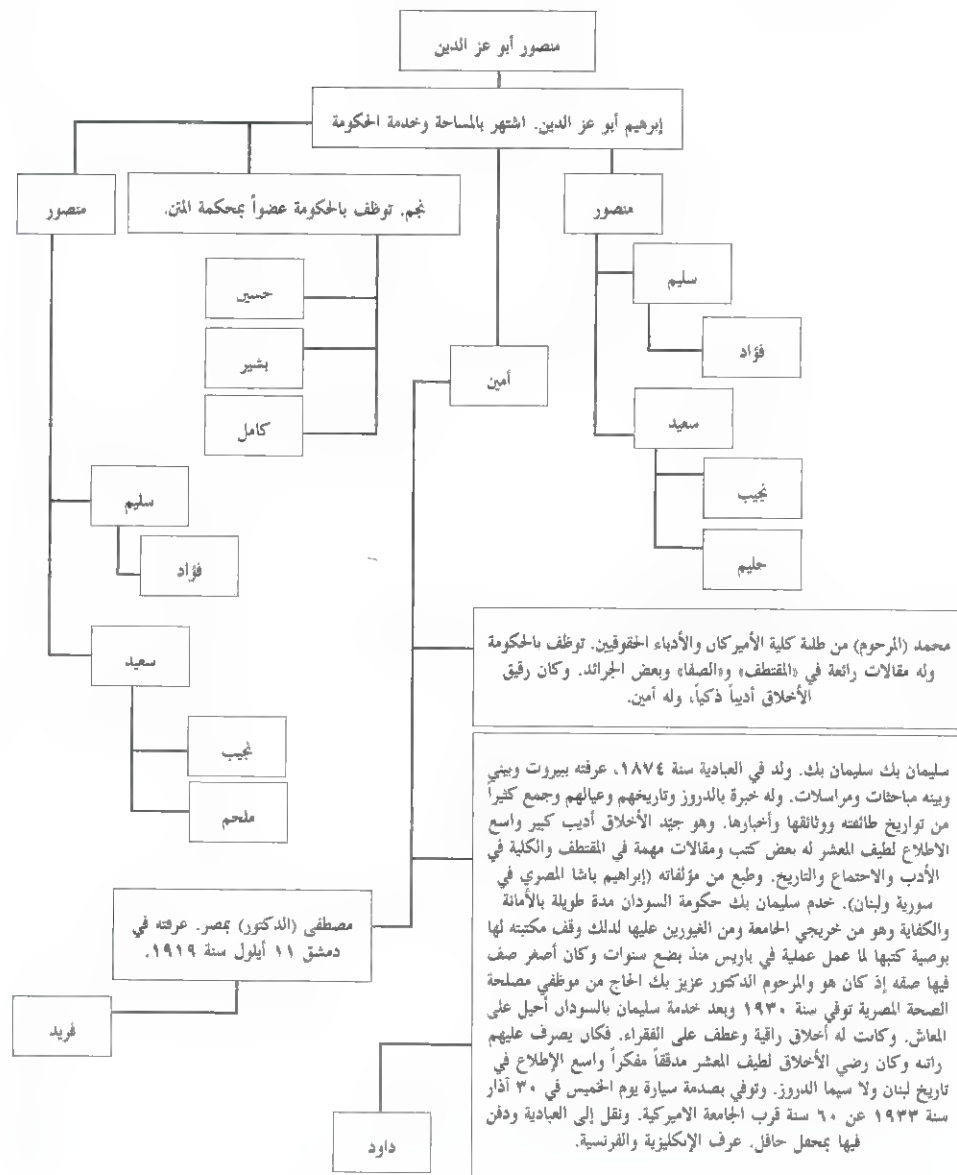 منصور أبو عز الدين
إبرهيم أبو عز الدين. اشتهر بالمساحة وخدمة الحكومة
منصور
سليم
فؤاد
سعيد
نجيب
حليم
أمين
نجم. توظف بالحكومة عضواً بمحكمة المتن.
حسين
بشير
كامل
منصور
سليم
فؤاد
سعيد
نجيب
ملحم
محمد (المرحوم) من طلبة كلية الأميركان والأدباء الحقوقيين. توظف بالحكومة
وله مقالات رائعة في «المقتطف» و«الصفا» وبعض الجرائد. وكان رقيق
الأخلاق أديباً ذكياً، وله أمين.
سليمان بك سليمان بك. ولد في العبادية سنة ١٨٧٤، عرفته ببيروت وبيني
وبينه مباحثات ومراسلات. وله خبرة بالدروز وتاريخهم وعيالهم وجمع كثيراً
من تواريخ طائفته ووثائقها وأخبارها. وهو جيّد الأخلاق أديب كبير واسع
الاطلاع لطيف المعشر له بعض كتب ومقالات مهمة في المقتطف والكلية في
الأدب والاجتماع والتاريخ. وطبع من مؤلفاته (إبراهيم باشا المصري في
سورية ولبنان). خدم سليمان بك حكومة السودان مدة طويلة بالأمانة
والكفاية وهو من خريجي الجامعة ومن الغيورين عليها لذلك وقف مكتبته لها
بوصية كتبها لما عمل عملية في باريس منذ بضع سنوات وكان أصغر صف
فيها صفه إذ كان هو والمرحوم الدكتور عزيز بك الحاج من موظفي مصلحة
الصحة المصرية توفي سنة ١٩٣٠ وبعد خدمة سليمان بالسودان أحيل على
المعاش. وكانت له أخلاق راقية وعطف على الفقراء. فكان يصرف عليهم
راتبه وكان رضي الأخلاق لطيف المعشر مدققاً مفكراً واسع الإطلاع في
تاريخ لبنان ولا سيما الدروز. وتوفي بصدمة سيارة يوم الخميس في ٣٠ آذار
سنة ١٩٣٣ عن ٦٠ سنة قرب الجامعة الاميركية. ونقل إلى العبادية ودفن
فيها بمحفل حافل. عرف الإنكليزية والفرنسية.
داود
مصطفى (الدكتور) بمصر. عرفته في
دمشق ١١ أيلول سنة ١٩١٩.
فريد